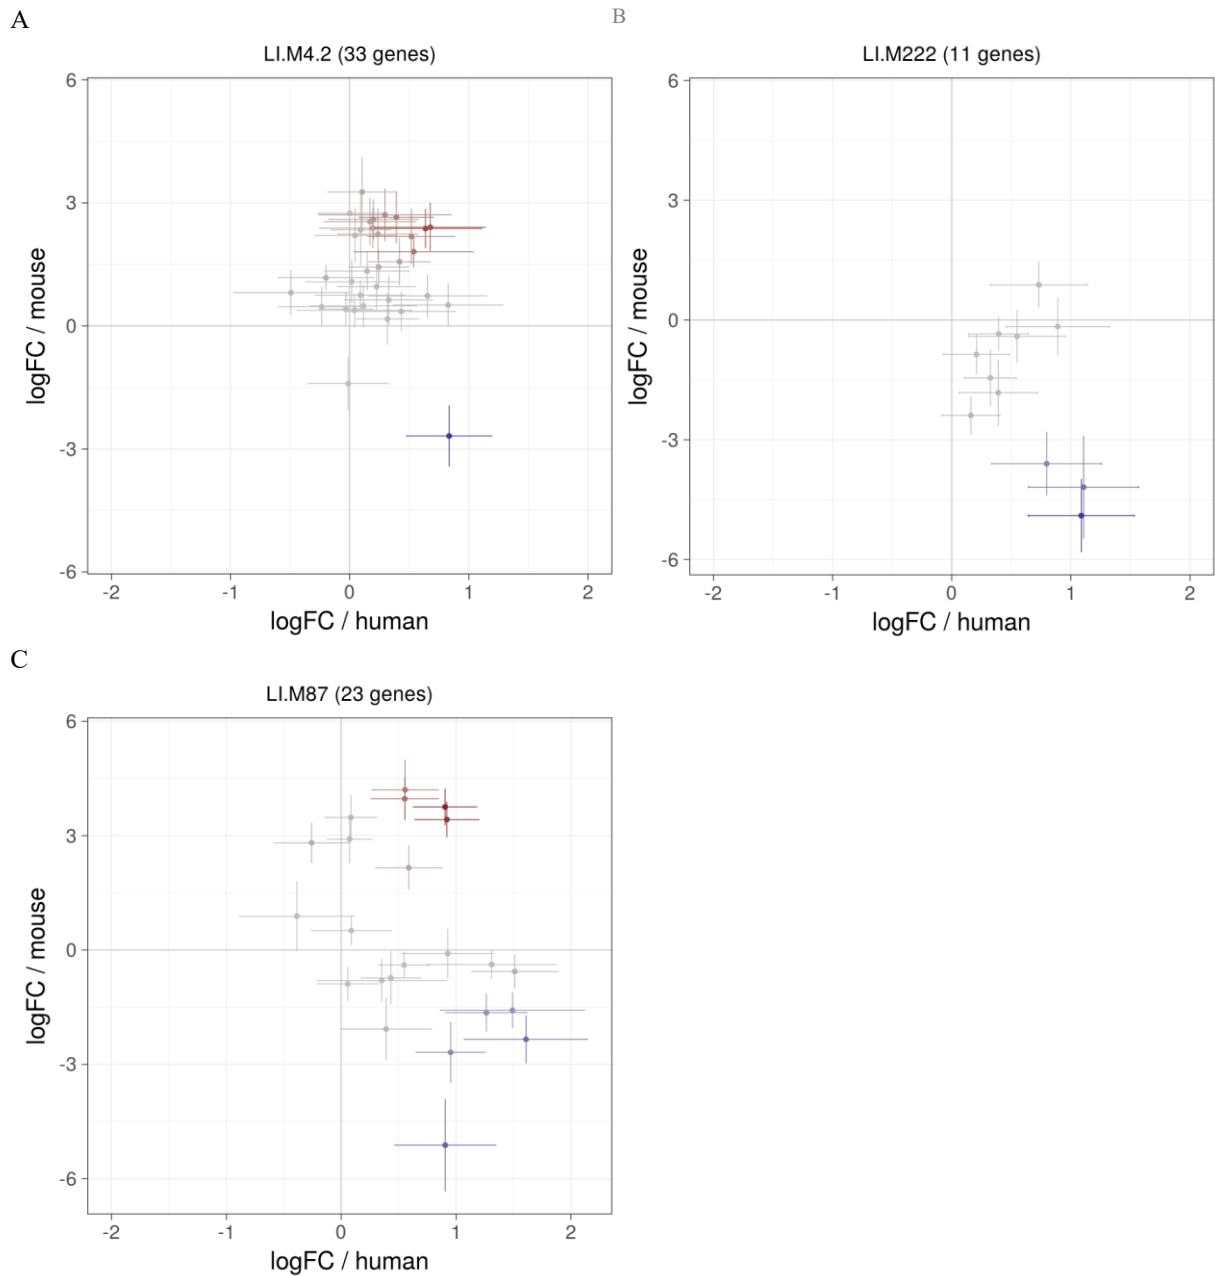 A
B
LI.M4.2 (33 genes)
6
3
0
-3
-6
-2
-1
0
1
2
logFC / mouse
logFC / human
LI.M222 (11 genes)
6
3
0
-3
-6
-2
-1
0
1
2
logFC / mouse
logFC / human
C
LI.M87 (23 genes)
6
3
0
-3
-6
-2
-1
0
1
2
logFC / mouse
logFC / human